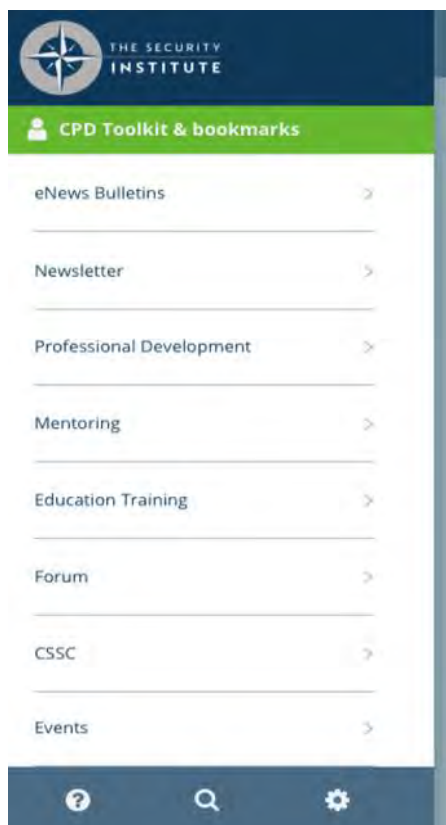 THE SECURITY
INSTITUTE
CPD Toolkit & bookmarks
eNews Bulletins
Newsletter
Professional Development
Mentoring
Education Training
Forum
CSSC
Events